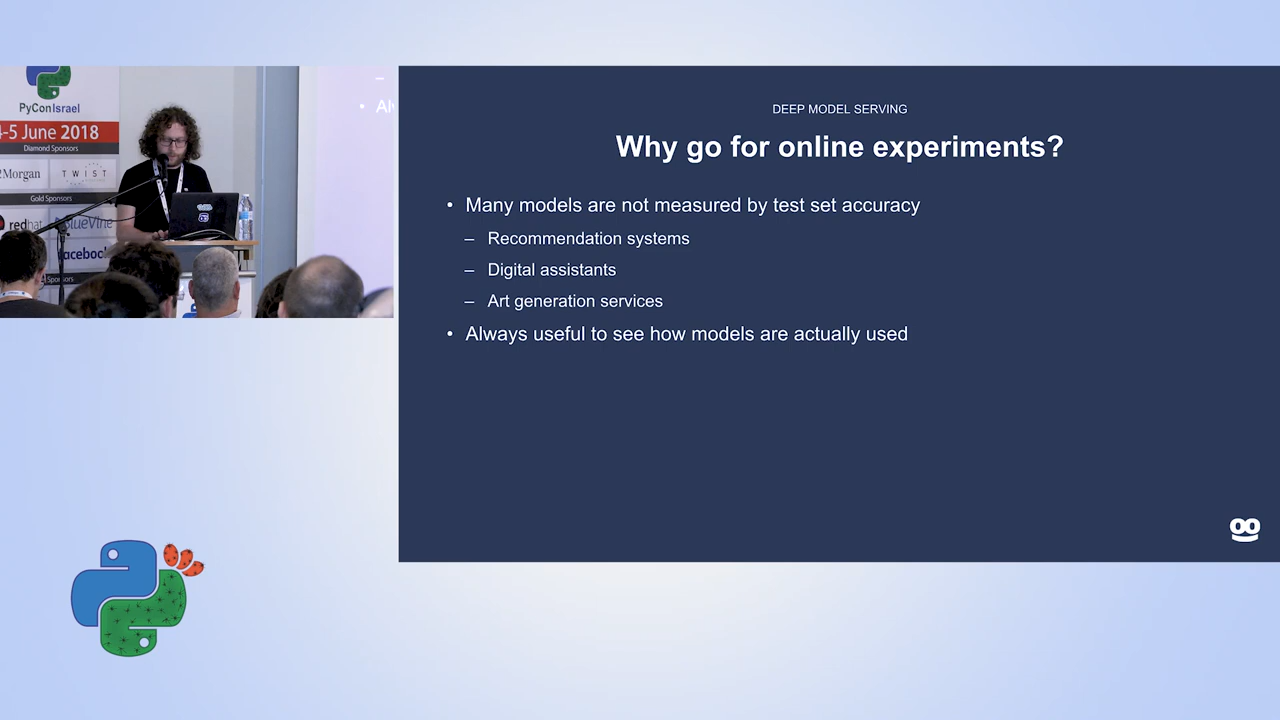 PyConIsrael
4-5 June 2018
Diamond Sponsors
Morgan
TWIST
Gold Sponsors
redhat
BlueVine
facebook
DEEP MODEL SERVING
Why go for online experiments?
• Many models are not measured by test set accuracy
– Recommendation systems
– Digital assistants
– Art generation services
• Always useful to see how models are actually used